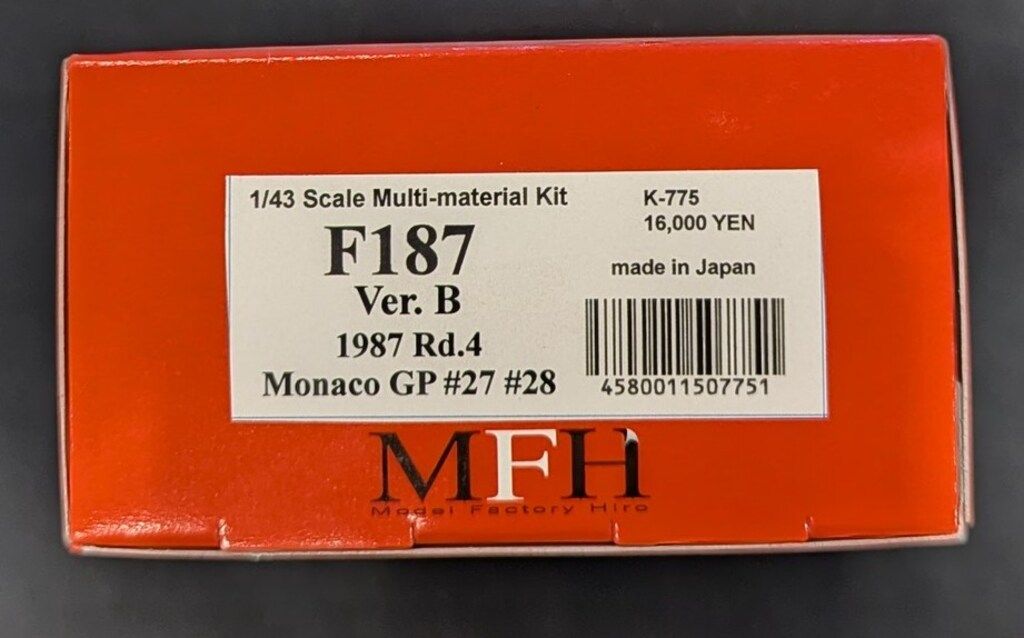 1/43 Scale Multi-material Kit
F187
Ver. B
1987 Rd.4
Monaco GP #27 #28
K-775
16,000 YEN
made in Japan
4580011507751
MFH
Model Factory Hiro